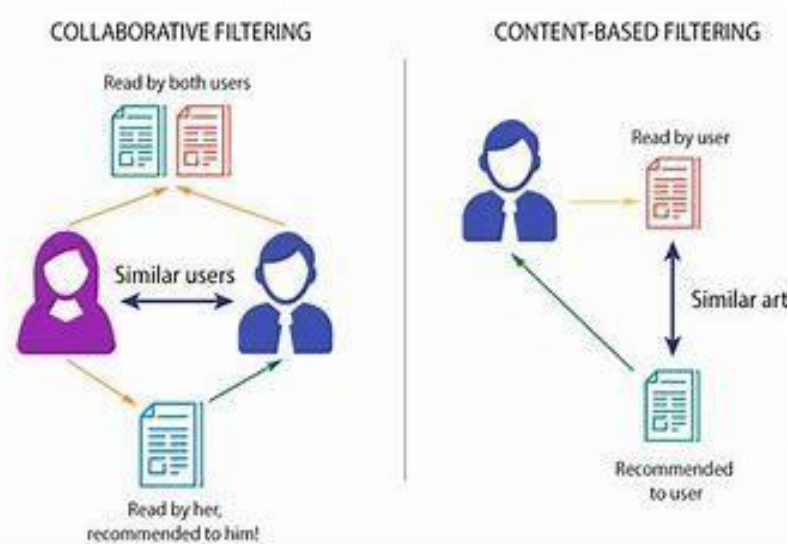 COLLABORATIVE FILTERING
Read by both users
Similar users
Read by her,
recommended to him!
CONTENT-BASED FILTERING
Read by user
Similar art
Recommended
to user